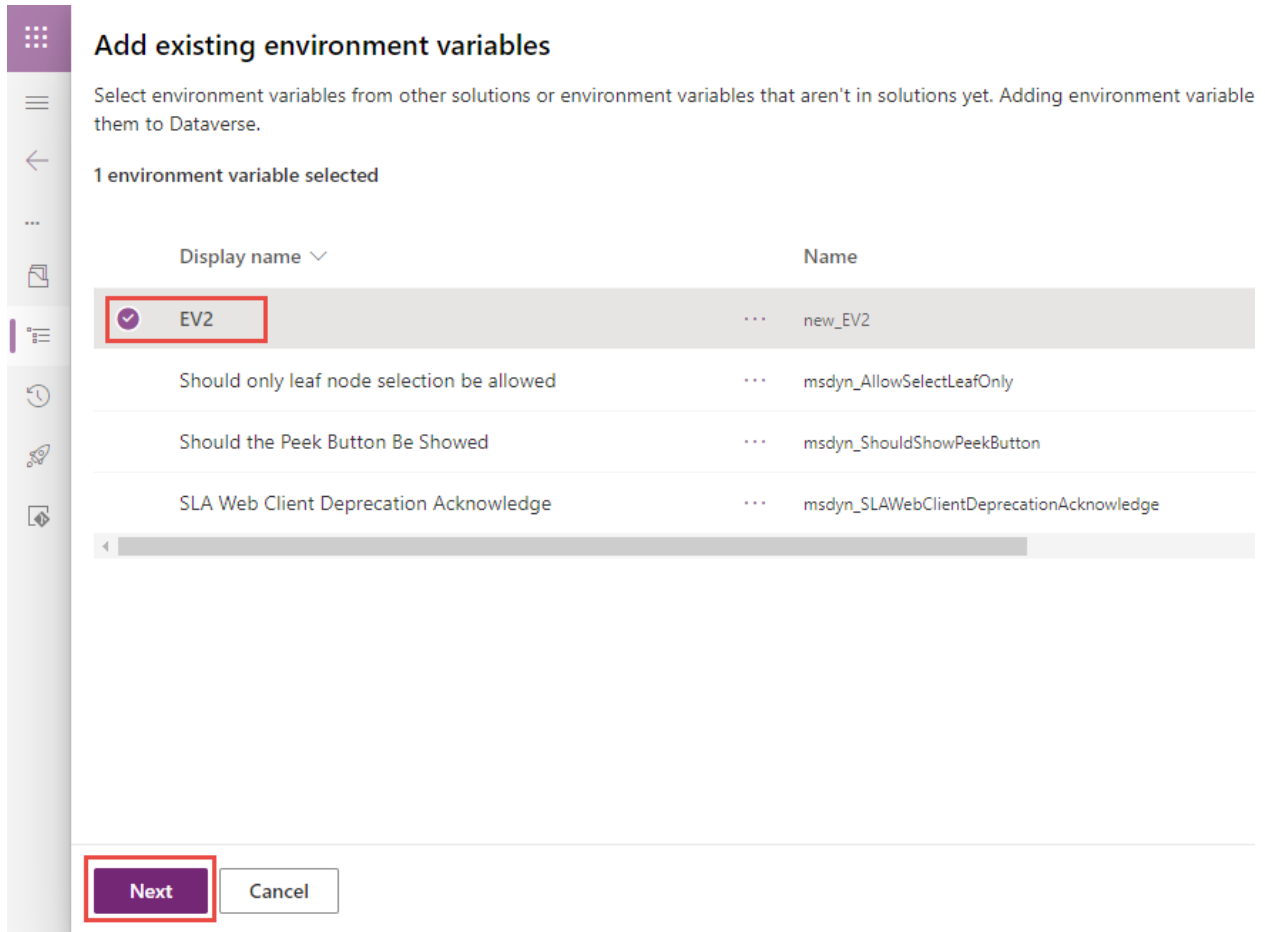 Add existing environment variables
Select environment variables from other solutions or environment variables that aren't in solutions yet. Adding environment variable
them to Dataverse.
1 environment variable selected
Display name Name
EV2 ... new_EV2
Should only leaf node selection be allowed ... msdyn_AllowSelectLeafOnly
Should the Peek Button Be Showed ... msdyn_ShouldShowPeekButton
SLA Web Client Deprecation Acknowledge ... msdyn_SLAWebClientDeprecationAcknowledge
Next Cancel